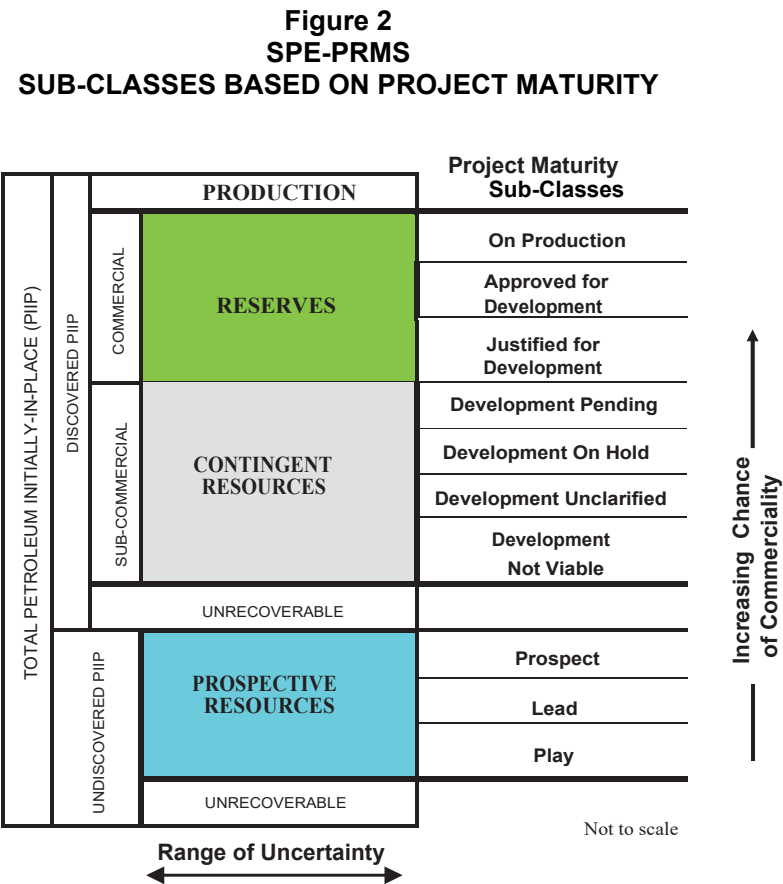 Figure 2
SPE-PRMS
SUB-CLASSES BASED ON PROJECT MATURITY
Project Maturity
Sub-Classes
PRODUCTION
TOTAL PETROLEUM INITIALLY-IN-PLACE (PIIP)
DISCOVERED PIIP
COMMERCIAL
RESERVES
On Production
Approved for
Development
Justified for
Development
SUB-COMMERCIAL
CONTINGENT
RESOURCES
Development Pending
Development On Hold
Development Unclarified
Development
Not Viable
UNRECOVERABLE
UNDISCOVERED PIIP
PROSPECTIVE
RESOURCES
Prospect
Lead
Play
UNRECOVERABLE
Increasing Chance
of Commerciality
Not to scale
Range of Uncertainty